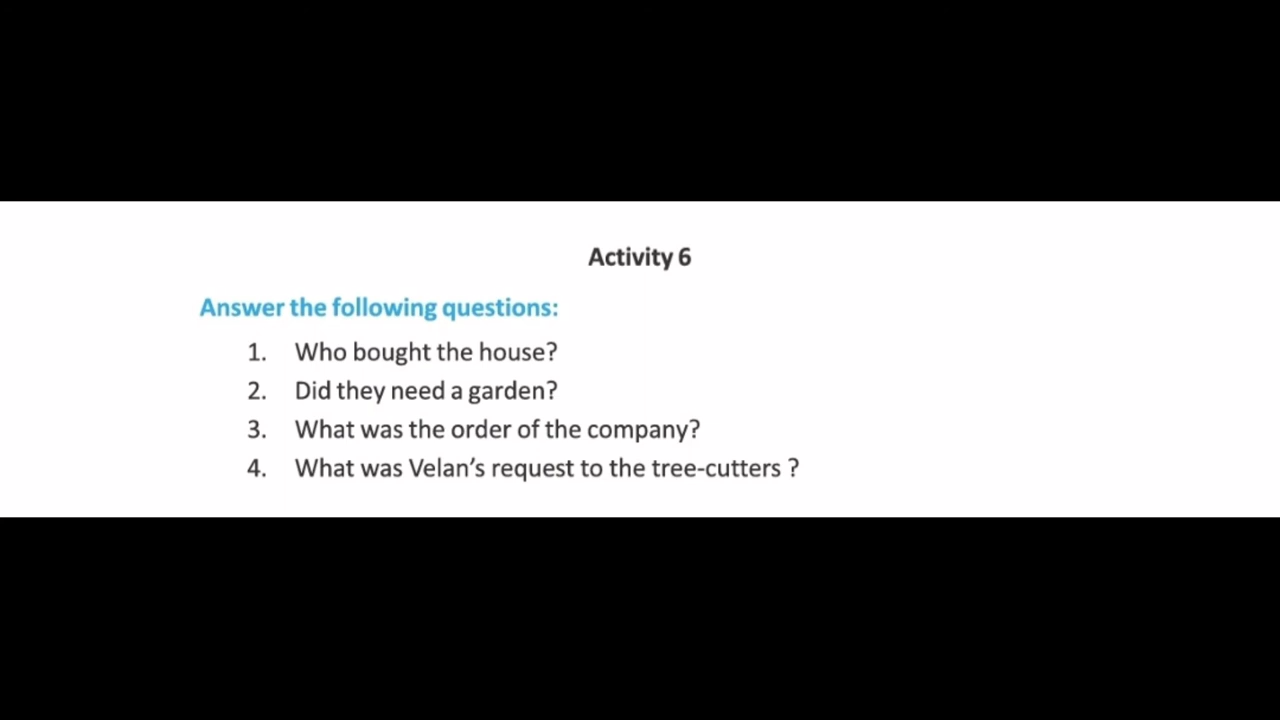 Activity 6
Answer the following questions:
1. Who bought the house?
2. Did they need a garden?
3. What was the order of the company?
4. What was Velan's request to the tree-cutters ?